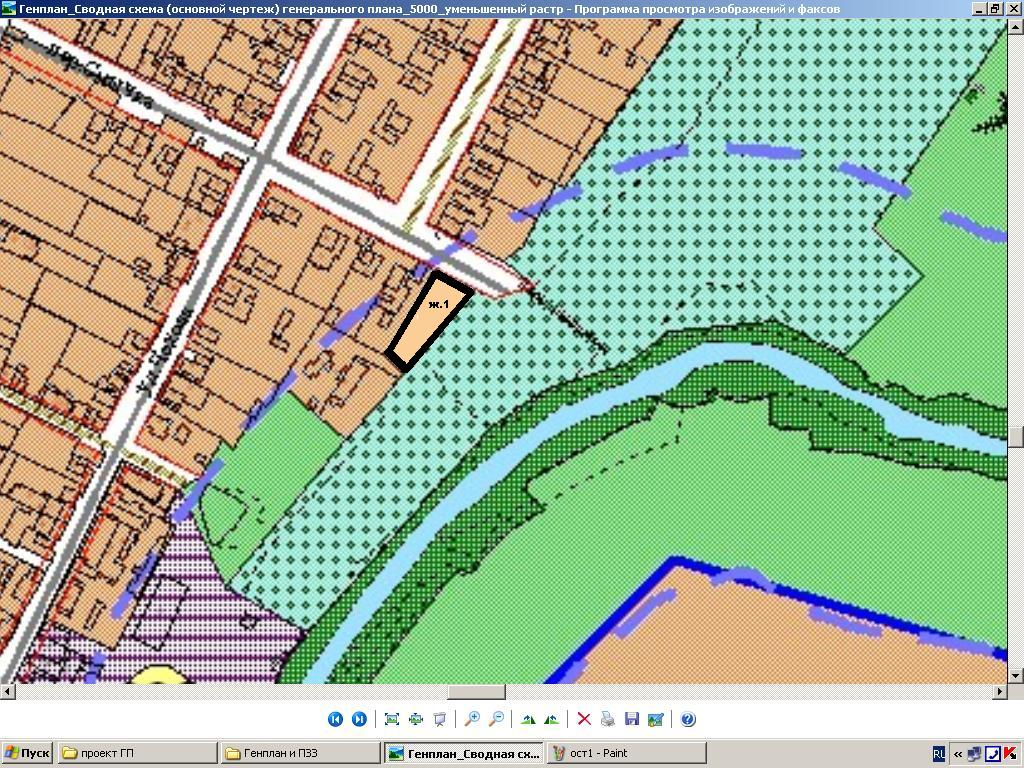 Генплан_Сводная схема (основной чертеж) генерального плана_5000_уменьшенный растр - Программа просмотра изображений и факсов
ж.1
Пуск
проект ГП
Генплан и ПЗЗ
Генплан_Сводная сх...
ост1 - Paint
RL
«